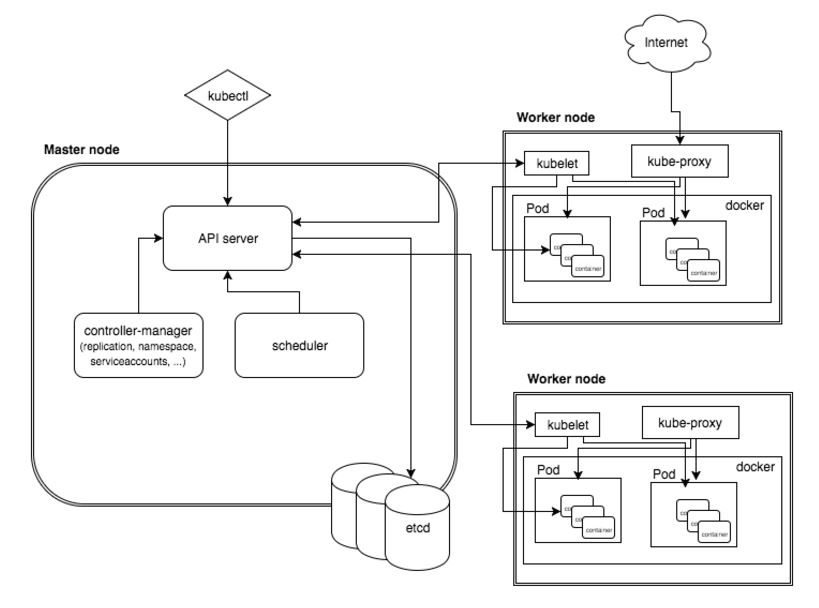 Internet
kubectl
Worker node
Master node
kubelet
kube-proxy
API server
Pod
Pod
docker
container
container
controller-manager
(replication, namespace,
serviceaccounts, ...)
scheduler
Worker node
kubelet
kube-proxy
Pod
Pod
docker
container
container
etcd